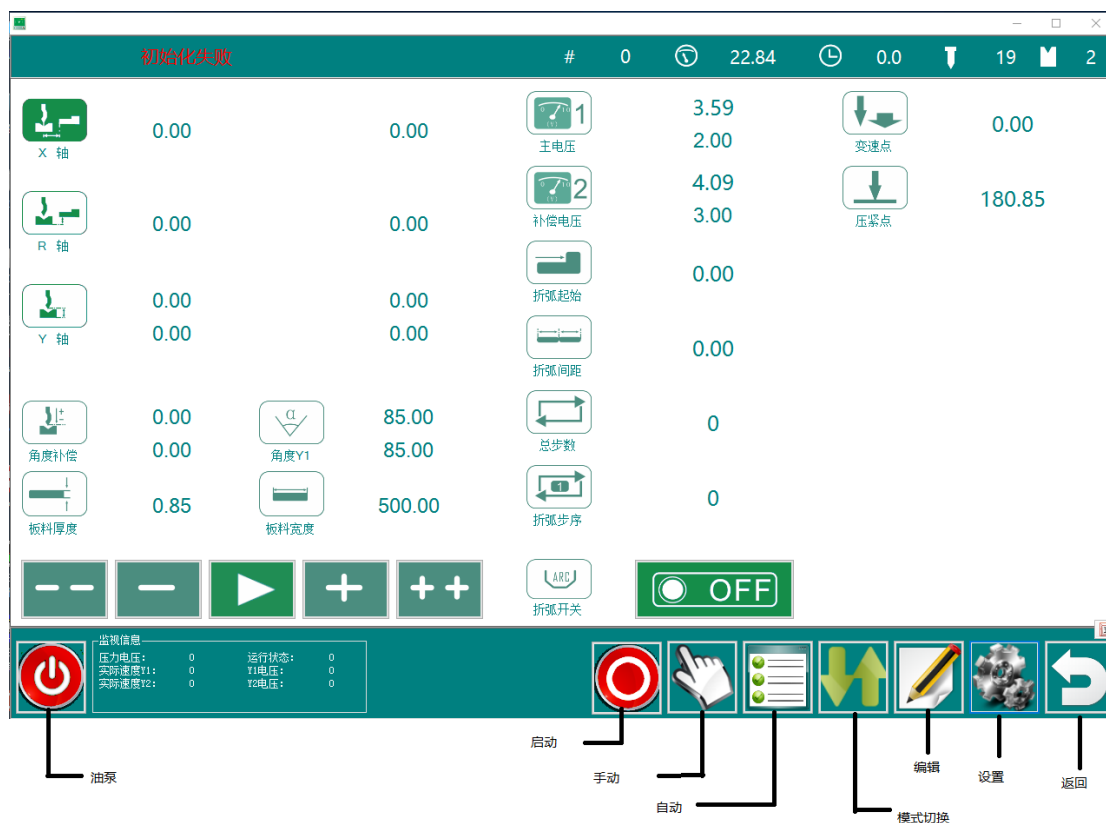 初始化失败 # 0 22.84 0.0 19 2
X 轴 0.00 0.00
R 轴 0.00 0.00
Y 轴 0.00 0.00
0.00 0.00
角度补偿 0.00
0.00
角度Y1 85.00
85.00
板料厚度 0.85
板料宽度 500.00
1
主电压 3.59
2.00
2
补偿电压 4.09
3.00
折弧起始 0.00
折弧间距 0.00
总步数 0
1
折弧步序 0
ARC
折弧开关 OFF
变速点 0.00
压紧点 180.85
监视信息
压力电压: 0 运行状态: 0
实际速度Y1: 0 Y1电压: 0
实际速度Y2: 0 Y2电压: 0
油泵
启动
手动
自动
模式切换
编辑
设置
返回